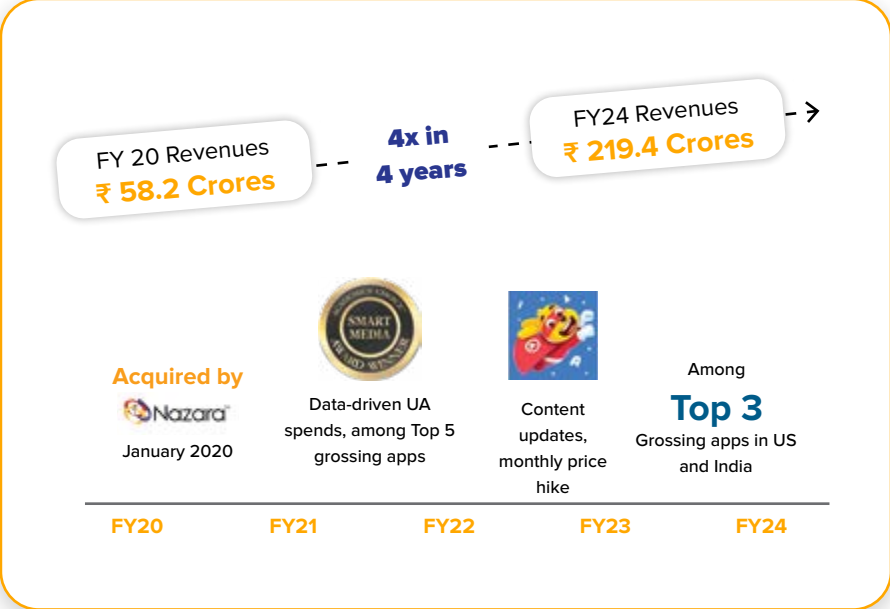 FY 20 Revenues
₹ 58.2 Crores
4x in
4 years
FY24 Revenues
₹ 219.4 Crores
Acquired by
Nazara
January 2020
SMART
MEDIA
AWARD WINNER
Data-driven UA
spends, among Top 5
grossing apps
Content
updates,
monthly price
hike
Among
Top 3
Grossing apps in US
and India
FY20
FY21
FY22
FY23
FY24